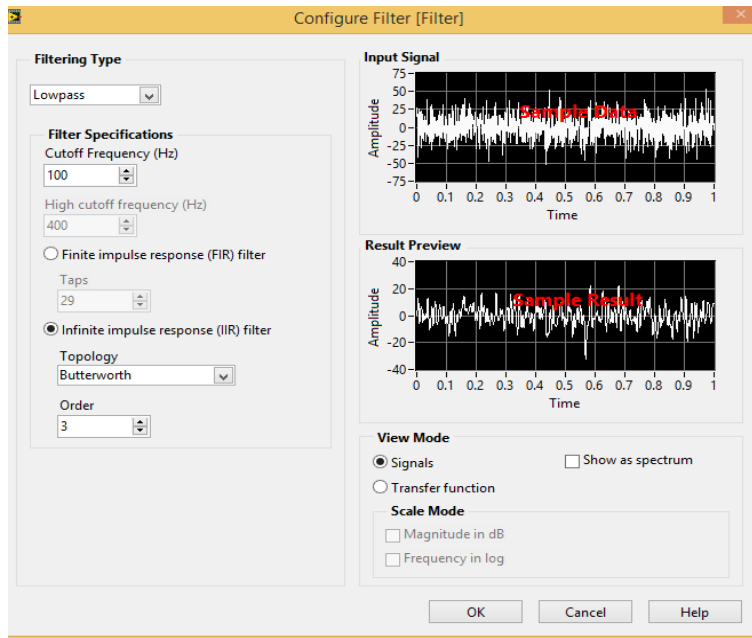 Configure Filter [Filter]
Filtering Type
Lowpass
Filter Specifications
Cutoff Frequency (Hz)
100
High cutoff frequency (Hz)
400
Finite impulse response (FIR) filter
Taps
29
Infinite impulse response (IIR) filter
Topology
Butterworth
Order
3
Input Signal
Amplitude
75
50
25
0
-25
-50
-75
Sample Data
0 0.1 0.2 0.3 0.4 0.5 0.6 0.7 0.8 0.9 1
Time
Result Preview
Amplitude
40
20
0
-20
-40
Sample Result
0 0.1 0.2 0.3 0.4 0.5 0.6 0.7 0.8 0.9 1
Time
View Mode
Signals
Show as spectrum
Transfer function
Scale Mode
Magnitude in dB
Frequency in log
OK Cancel Help